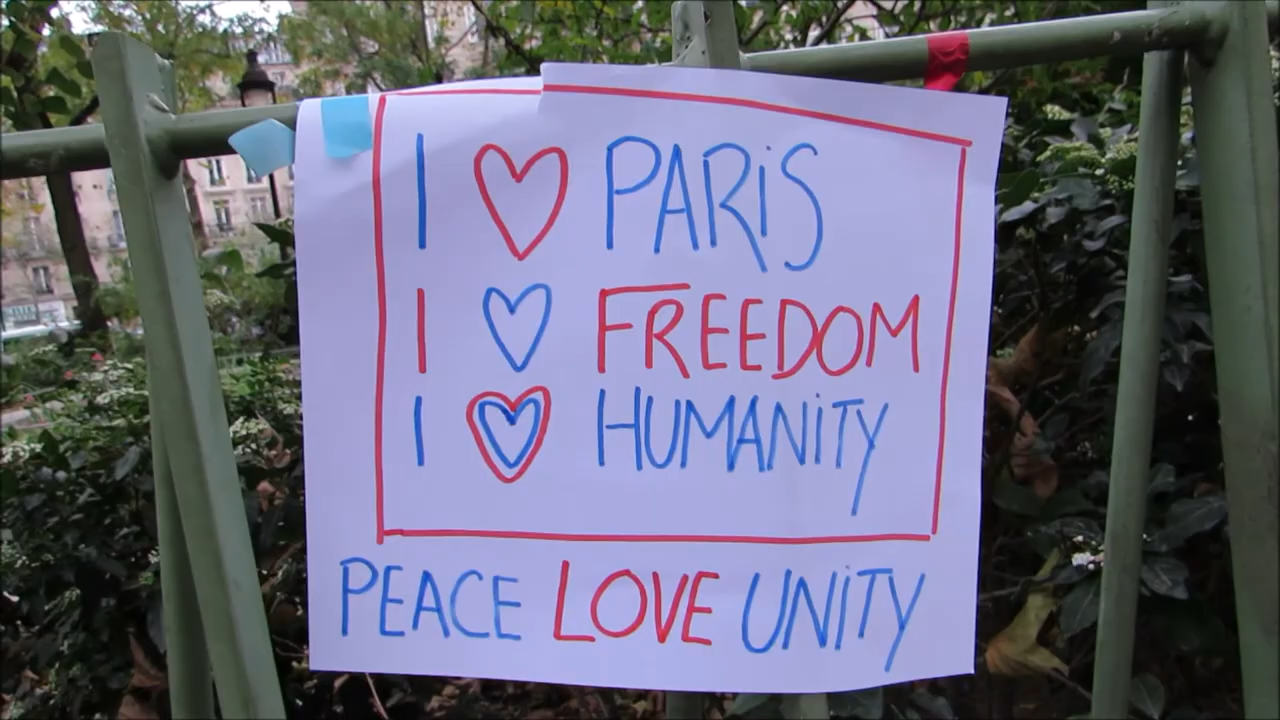 I ♡ PARiS
I ♡ FREEDOM
I ♡ HUMANiTY
PEACE LOVE UNiTY